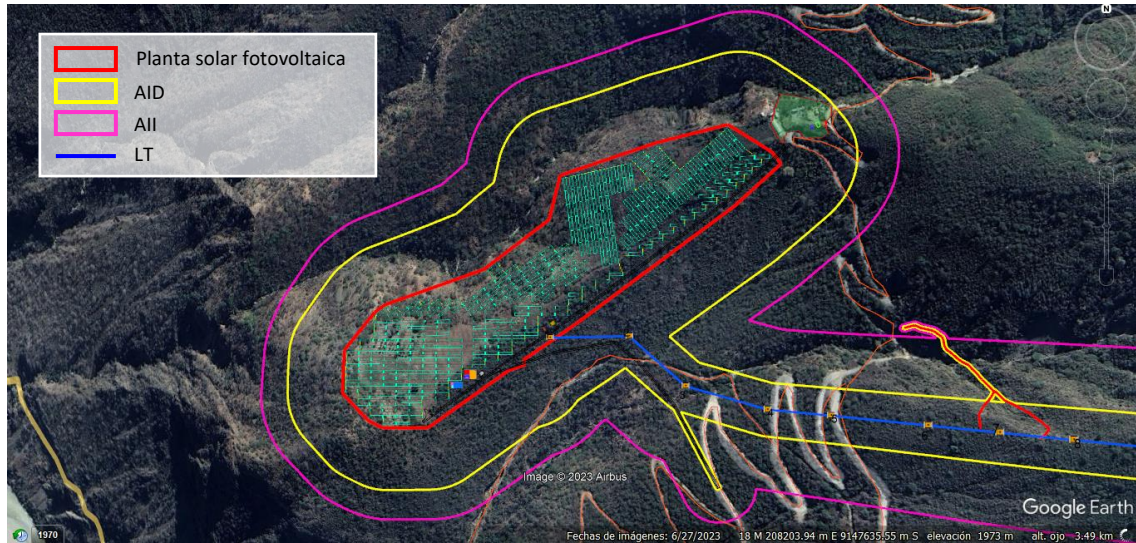 N
Planta solar fotovoltaica
AID
AII
LT
5
Image © 2023 Airbus
Google Earth
1970
Fechas de imágenes: 6/27/2023 18 M 208203.94 m E 9147635.55 m S elevación 1973 m alt. ojo 3.49 km